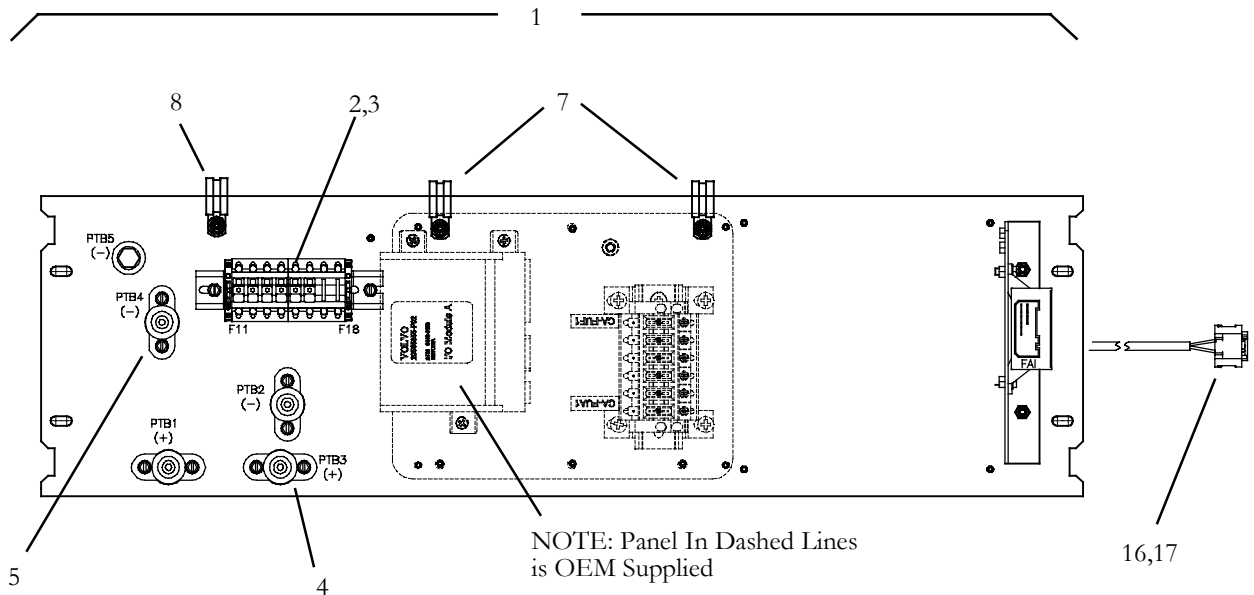 1
8
2,3
7
PTB5
(-)
PTB4
(-)
F11
F18
VOLVO
I/O Module A
FAI
PTB2
(-)
PTB1
(+)
PTB3
(+)
NOTE: Panel In Dashed Lines
is OEM Supplied
5
4
16,17